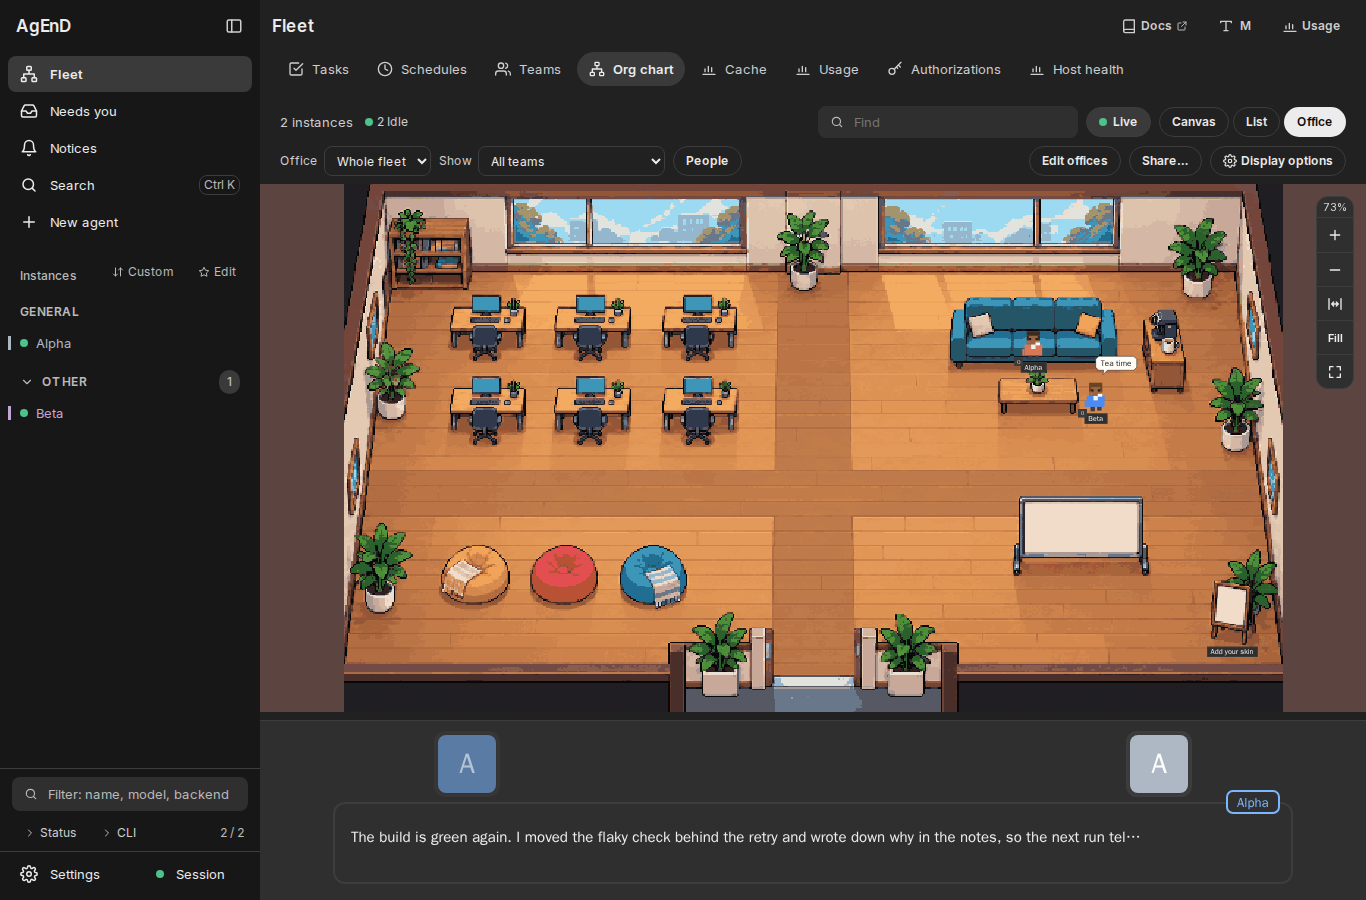 AgEnD
Fleet
Needs you
Notices
Search
Ctrl K
New agent
Instances
Custom
Edit
GENERAL
Alpha
OTHER
1
Beta
Filter: name, model, backend
Status
CLI
2 / 2
Settings
Session
Fleet
Docs
M
Usage
Tasks
Schedules
Teams
Org chart
Cache
Usage
Authorizations
Host health
2 instances
2 Idle
Find
Live
Canvas
List
Office
Office
Whole fleet
Show
All teams
People
Edit offices
Share...
Display options
73%
Fill
Alpha
Tea time
Beta
Add your skin
A
A
Alpha
The build is green again. I moved the flaky check behind the retry and wrote down why in the notes, so the next run tel···